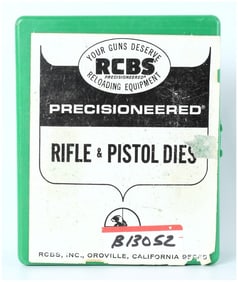 YOUR GUNS DESERVE
RCBS
PRECISIONEERED®
RELOADING EQUIPMENT
PRECISIONEERED®
RIFLE & PISTOL DIES
B13052
RCBS, INC., OROVILLE, CALIFORNIA